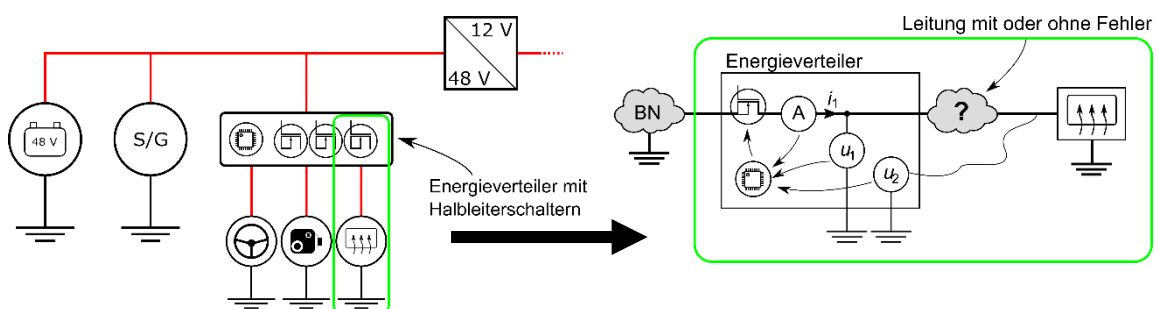 12 V
48 V
48 V
S/G
Energieverteiler mit
Halbleiterschaltern
Leitung mit oder ohne Fehler
Energieverteiler
BN
A
i1
?
u1
u2